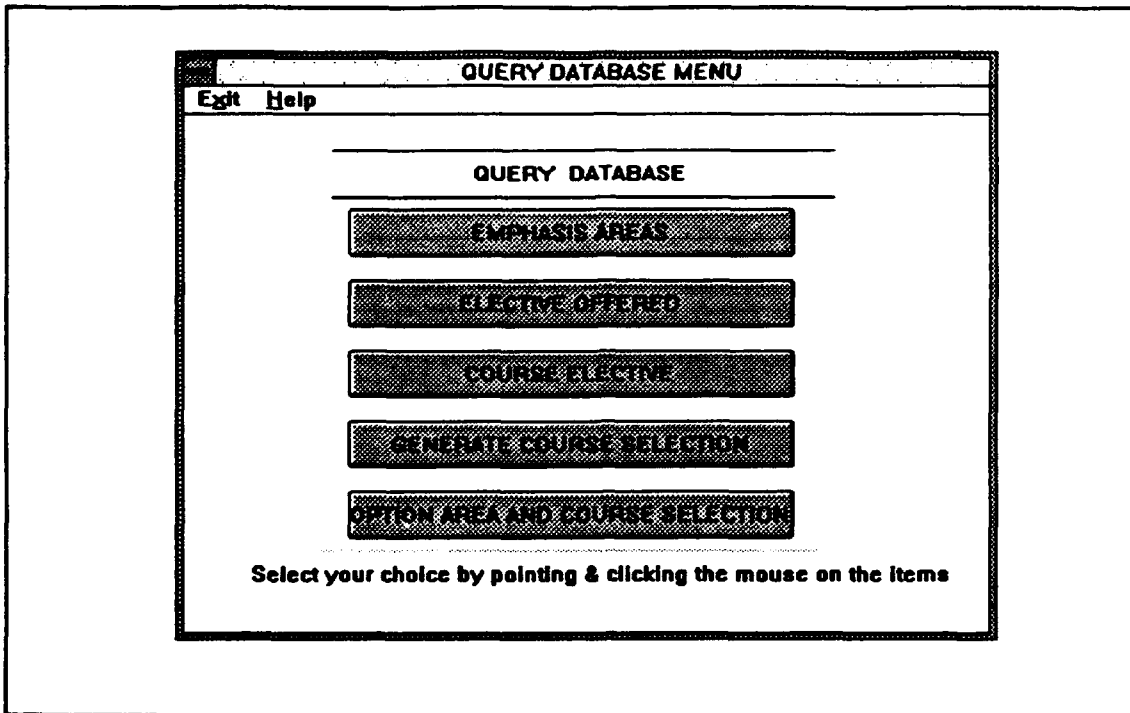 QUERY DATABASE MENU
Exit Help
QUERY DATABASE
EMPHASIS AREAS
ELECTIVE OFFERED
COURSE ELECTIVE
GENERATE COURSE SELECTION
OPTION AREA AND COURSE SELECTION
Select your choice by pointing & clicking the mouse on the items